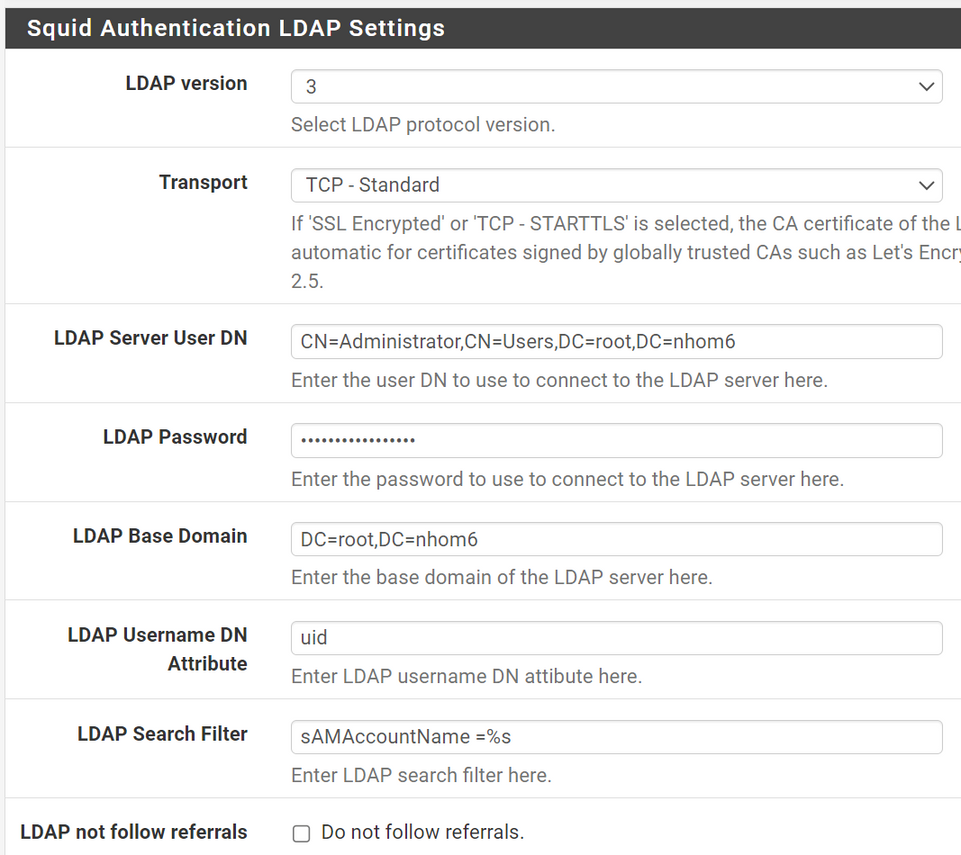 Squid Authentication LDAP Settings
LDAP version
3
Select LDAP protocol version.
Transport
TCP - Standard
If 'SSL Encrypted' or 'TCP - STARTTLS' is selected, the CA certificate of the
automatic for certificates signed by globally trusted CAs such as Let's Encry
2.5.
LDAP Server User DN
CN=Administrator,CN=Users,DC=root,DC=nhom6
Enter the user DN to use to connect to the LDAP server here.
LDAP Password
•••••••••••••••••
Enter the password to use to connect to the LDAP server here.
LDAP Base Domain
DC=root,DC=nhom6
Enter the base domain of the LDAP server here.
LDAP Username DN
Attribute
uid
Enter LDAP username DN attibute here.
LDAP Search Filter
sAMAccountName =%s
Enter LDAP search filter here.
LDAP not follow referrals
Do not follow referrals.